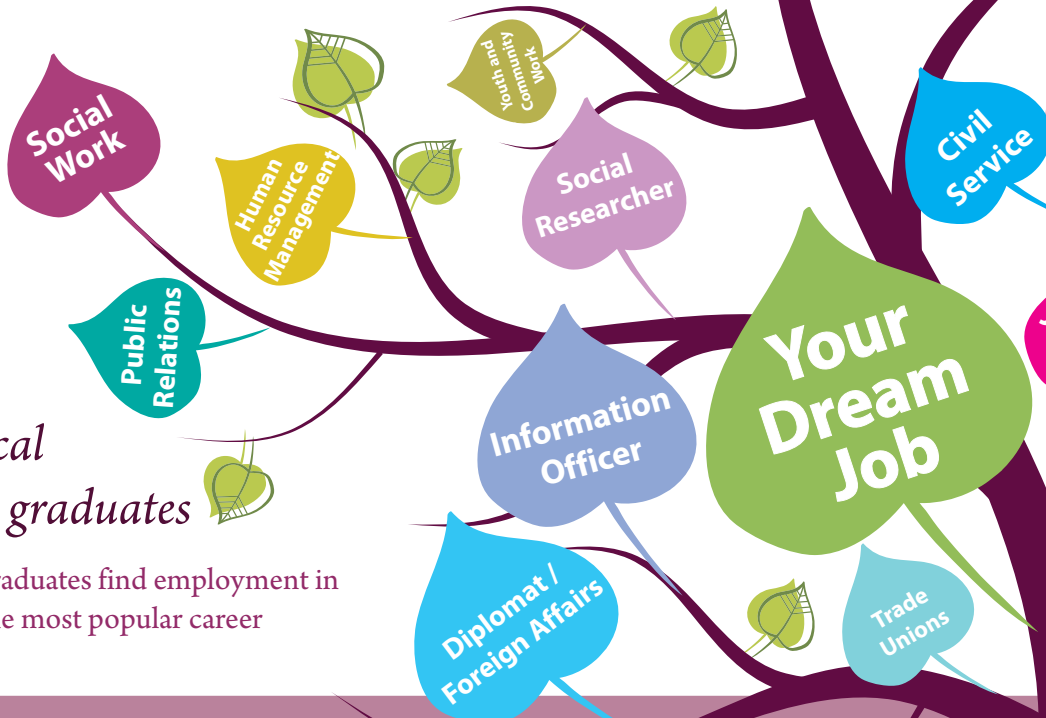 Youth and
Community
Work
Social
Work
Human
Resource
Management
Social
Researcher
Civil
Service
Public
Relations
Your
Dream
Job
Information
Officer
cal
graduates
raduates find employment in
e most popular career
Diplomat /
Foreign Affairs
Trade
Unions